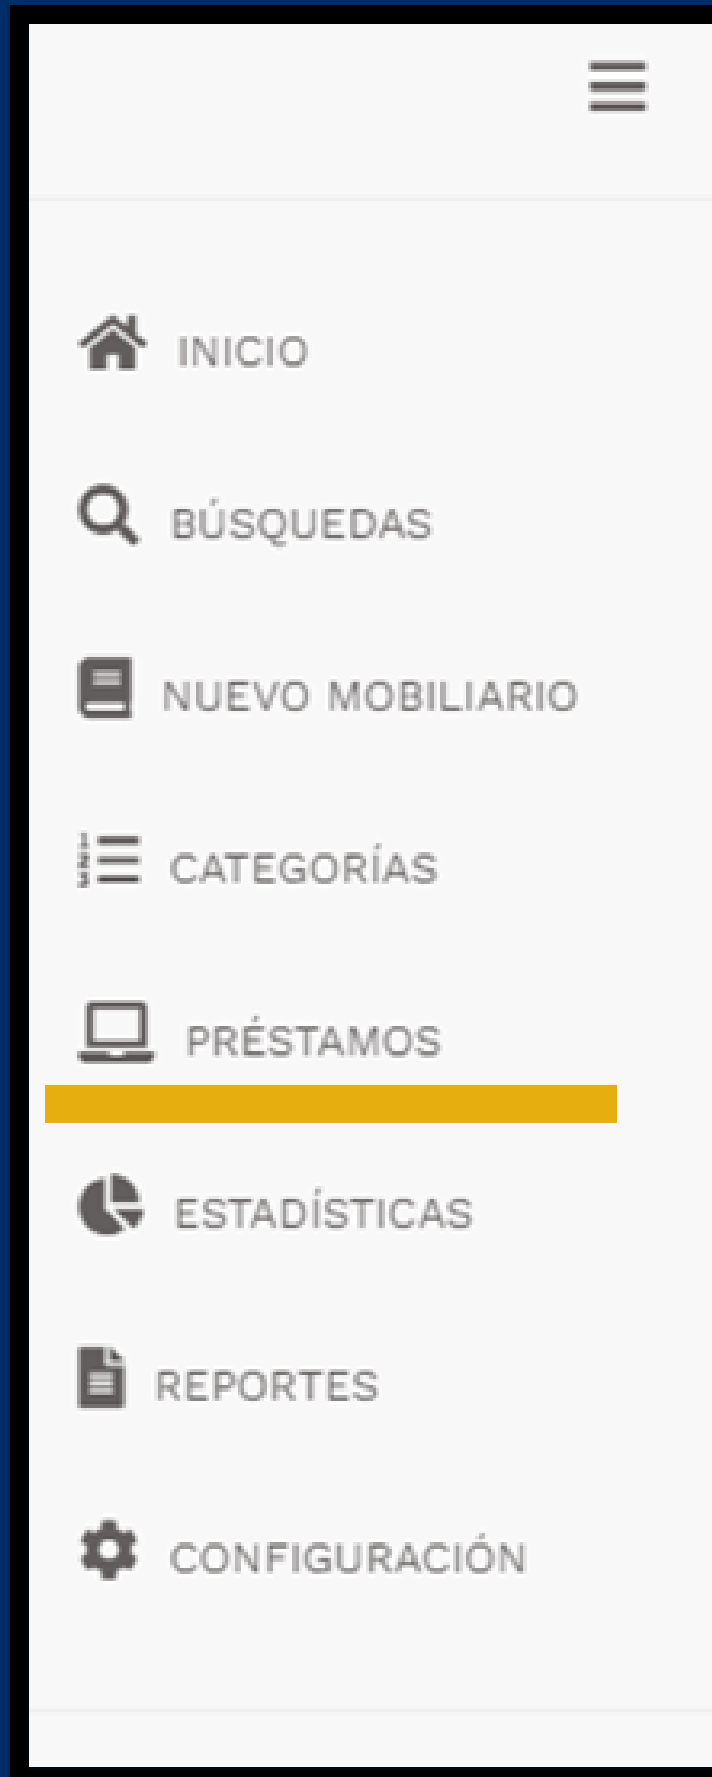 INICIO
BÚSQUEDAS
NUEVO MOBILIARIO
CATEGORÍAS
PRÉSTAMOS
ESTADÍSTICAS
REPORTES
CONFIGURACIÓN